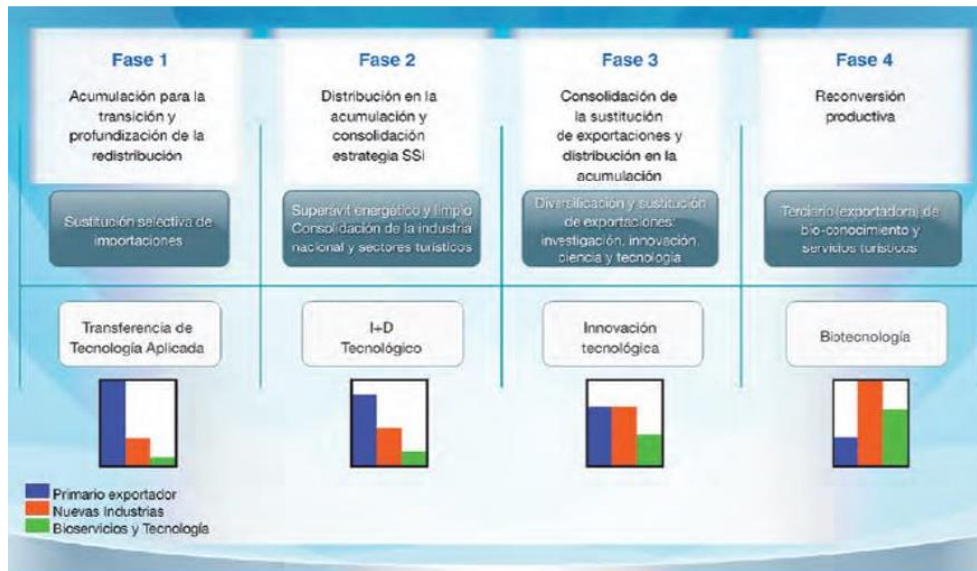 Fase 1
Acumulación para la
transición y
profundización de la
redistribución
Sustitución selectiva de
importaciones
Transferencia de
Tecnología Aplicada
Fase 2
Distribución en la
acumulación y
consolidación
estrategia SSI
Superávit energético y limpio
Consolidación de la industria
nacional y sectores turísticos
I+D
Tecnológico
Fase 3
Consolidación de
la sustitución
de exportaciones y
distribución en la
acumulación
Diversificación y sustitución
de exportaciones:
investigación, innovación,
ciencia y tecnología
Innovación
tecnológica
Fase 4
Reconversión
productiva
Terciario (exportadora) de
bio-conocimiento y
servicios turísticos
Biotecnología
Primario exportador
Nuevas Industrias
Bioservicios y Tecnología